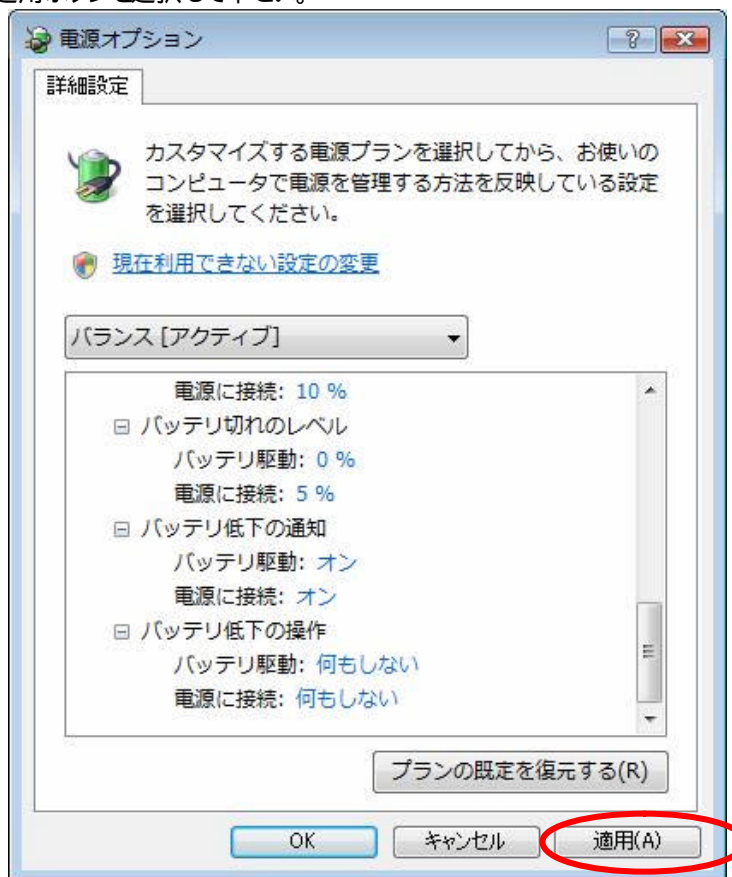 電源オプション
詳細設定
カスタマイズする電源プランを選択してから、お使いの
コンピュータで電源を管理する方法を反映している設定
を選択してください。
現在利用できない設定の変更
バランス [アクティブ]
電源に接続: 10 %
バッテリ切れのレベル
バッテリ駆動: 0 %
電源に接続: 5 %
バッテリ低下の通知
バッテリ駆動: オン
電源に接続: オン
バッテリ低下の操作
バッテリ駆動: 何もしない
電源に接続: 何もしない
プランの既定を復元する(R)
OK キャンセル 適用(A)